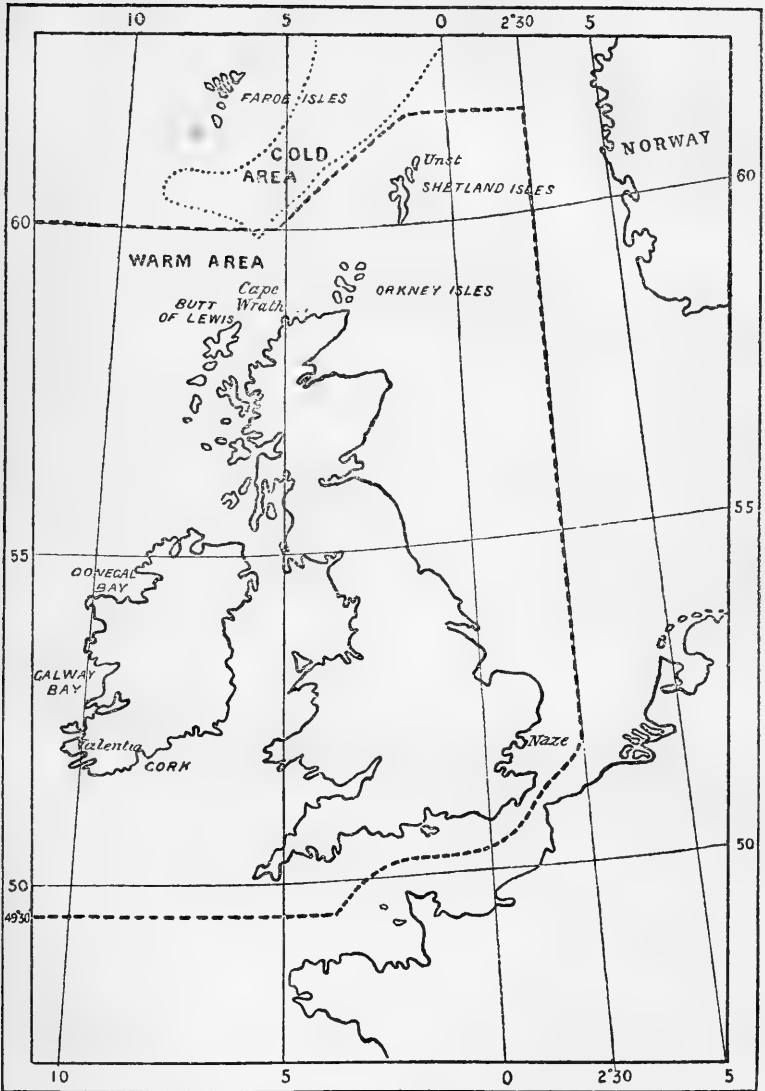 10 5 0 2°30 5
FAROE ISLES
NORWAY
COLD
AREA
Unst
SHETLAND ISLES
60
60
WARM AREA
Cape
Wrath
ORKNEY ISLES
BUTT
OF LEWIS
55
55
DONEGAL
BAY
GALWAY
BAY
Valentia
CORK
Naze
50
50
49°30
10 5 0 2°30 5